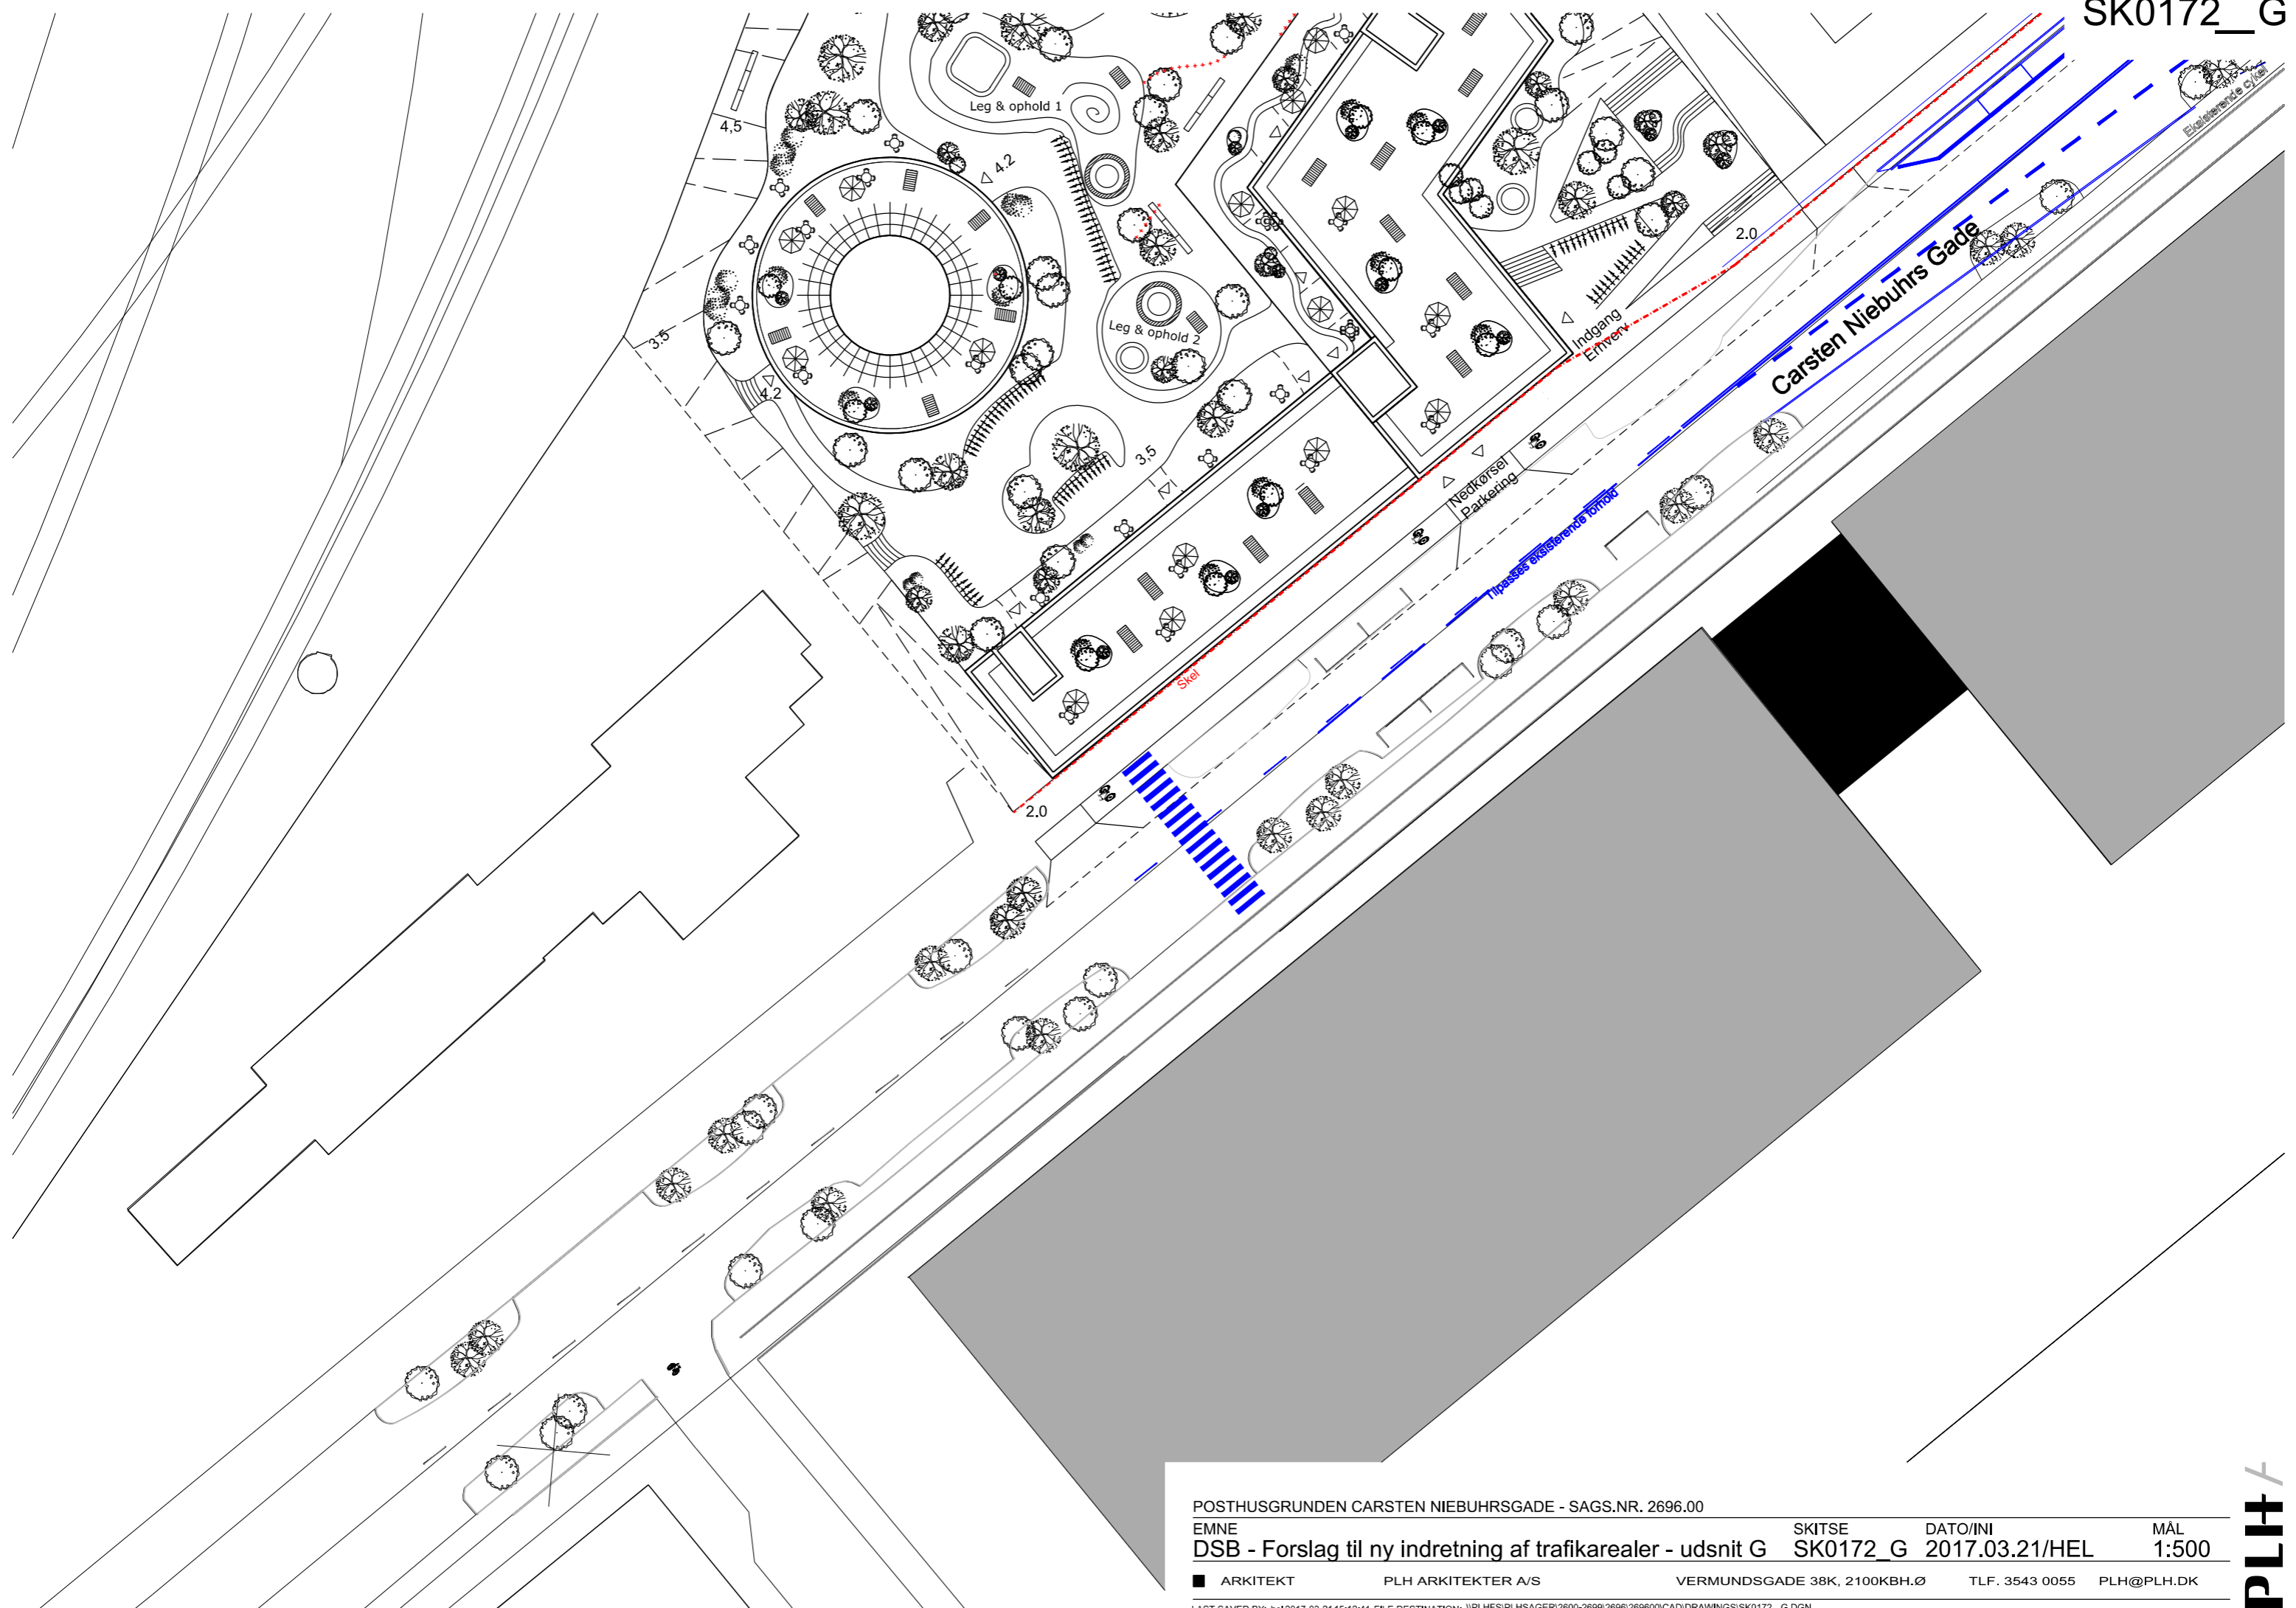 SK0172__G
Eksisterende cykel
Leg & ophold 1
4,5
4.2
2.0
Carsten Niebuhrs Gade
Indgang
Erhverv
Leg & ophold 2
3.5
4.2
3,5
Nedkørsel
Parkering
Tilpasses eksisterende forhold
Skel
2.0
POSTHUSGRUNDEN CARSTEN NIEBUHRSGADE - SAGS.NR. 2696.00
EMNE SKITSE DATO/INI MÅL
DSB - Forslag til ny indretning af trafikarealer - udsnit G SK0172_G 2017.03.21/HEL 1:500
ARKITEKT PLH ARKITEKTER A/S VERMUNDSGADE 38K, 2100KBH.Ø TLF. 3543 0055 PLH@PLH.DK
PLHA